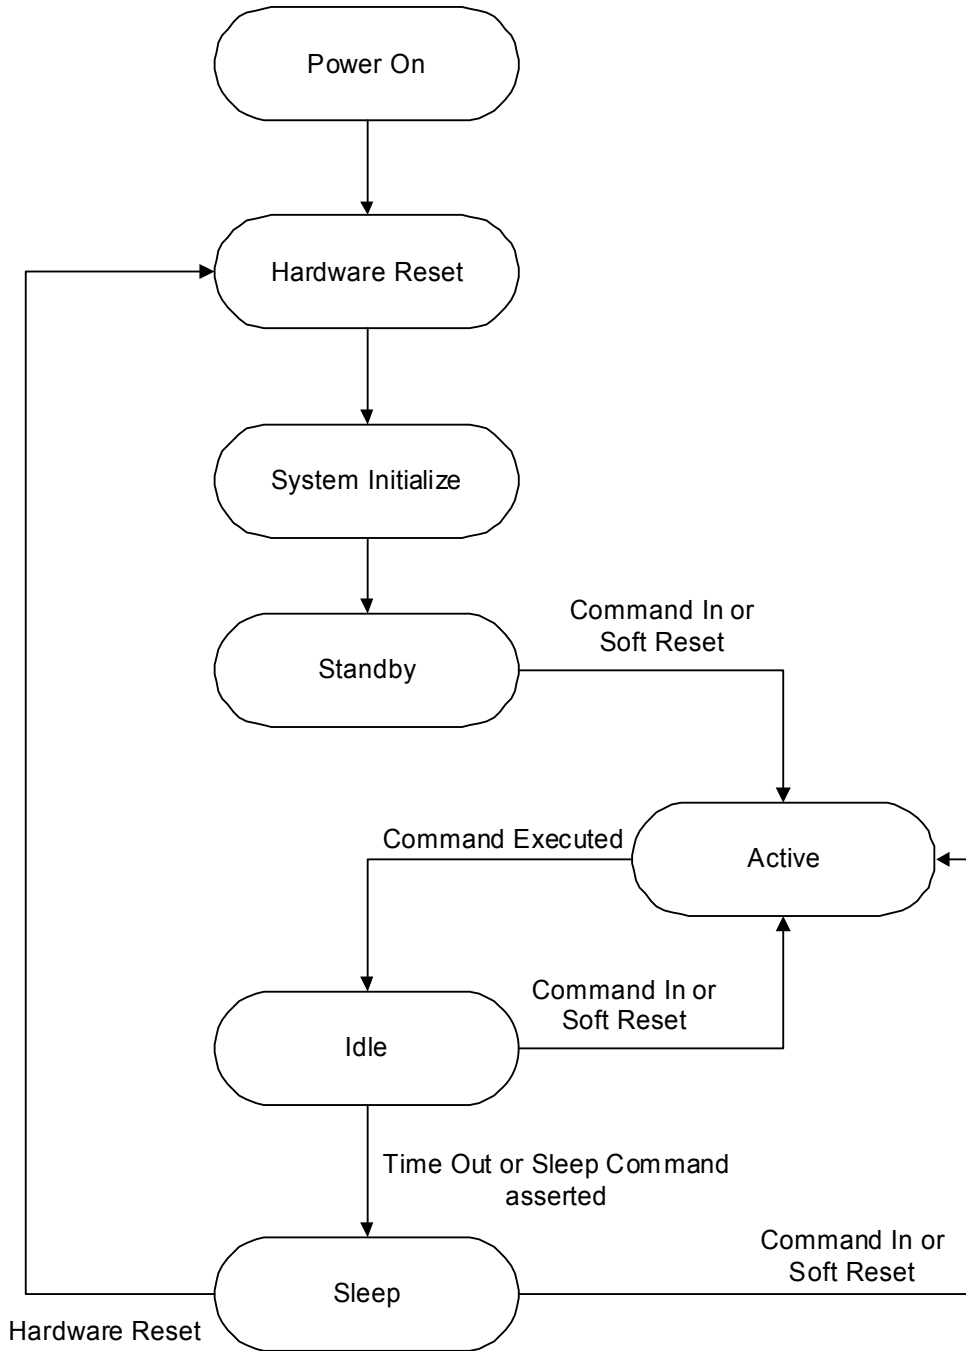 Power On
Hardware Reset
System Initialize
Command In or
Soft Reset
Standby
Command Executed
Active
Command In or
Soft Reset
Idle
Time Out or Sleep Command
asserted
Command In or
Soft Reset
Sleep
Hardware Reset